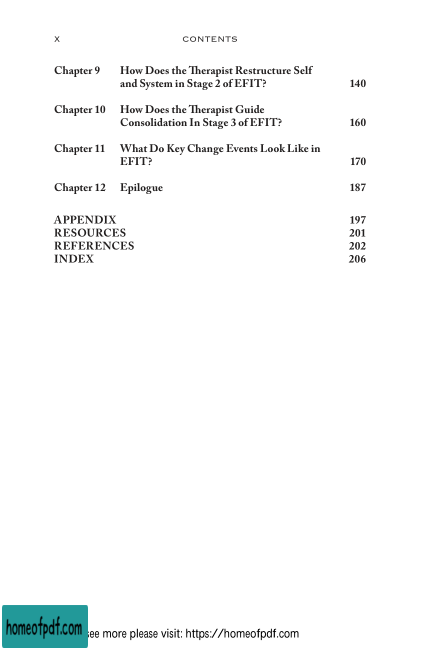 X CONTENTS
Chapter 9 How Does the Therapist Restructure Self
and System in Stage 2 of EFIT? 140
Chapter 10 How Does the Therapist Guide
Consolidation In Stage 3 of EFIT? 160
Chapter 11 What Do Key Change Events Look Like in
EFIT? 170
Chapter 12 Epilogue 187
APPENDIX 197
RESOURCES 201
REFERENCES 202
INDEX 206
homeofpdf.com see more please visit: https://homeofpdf.com